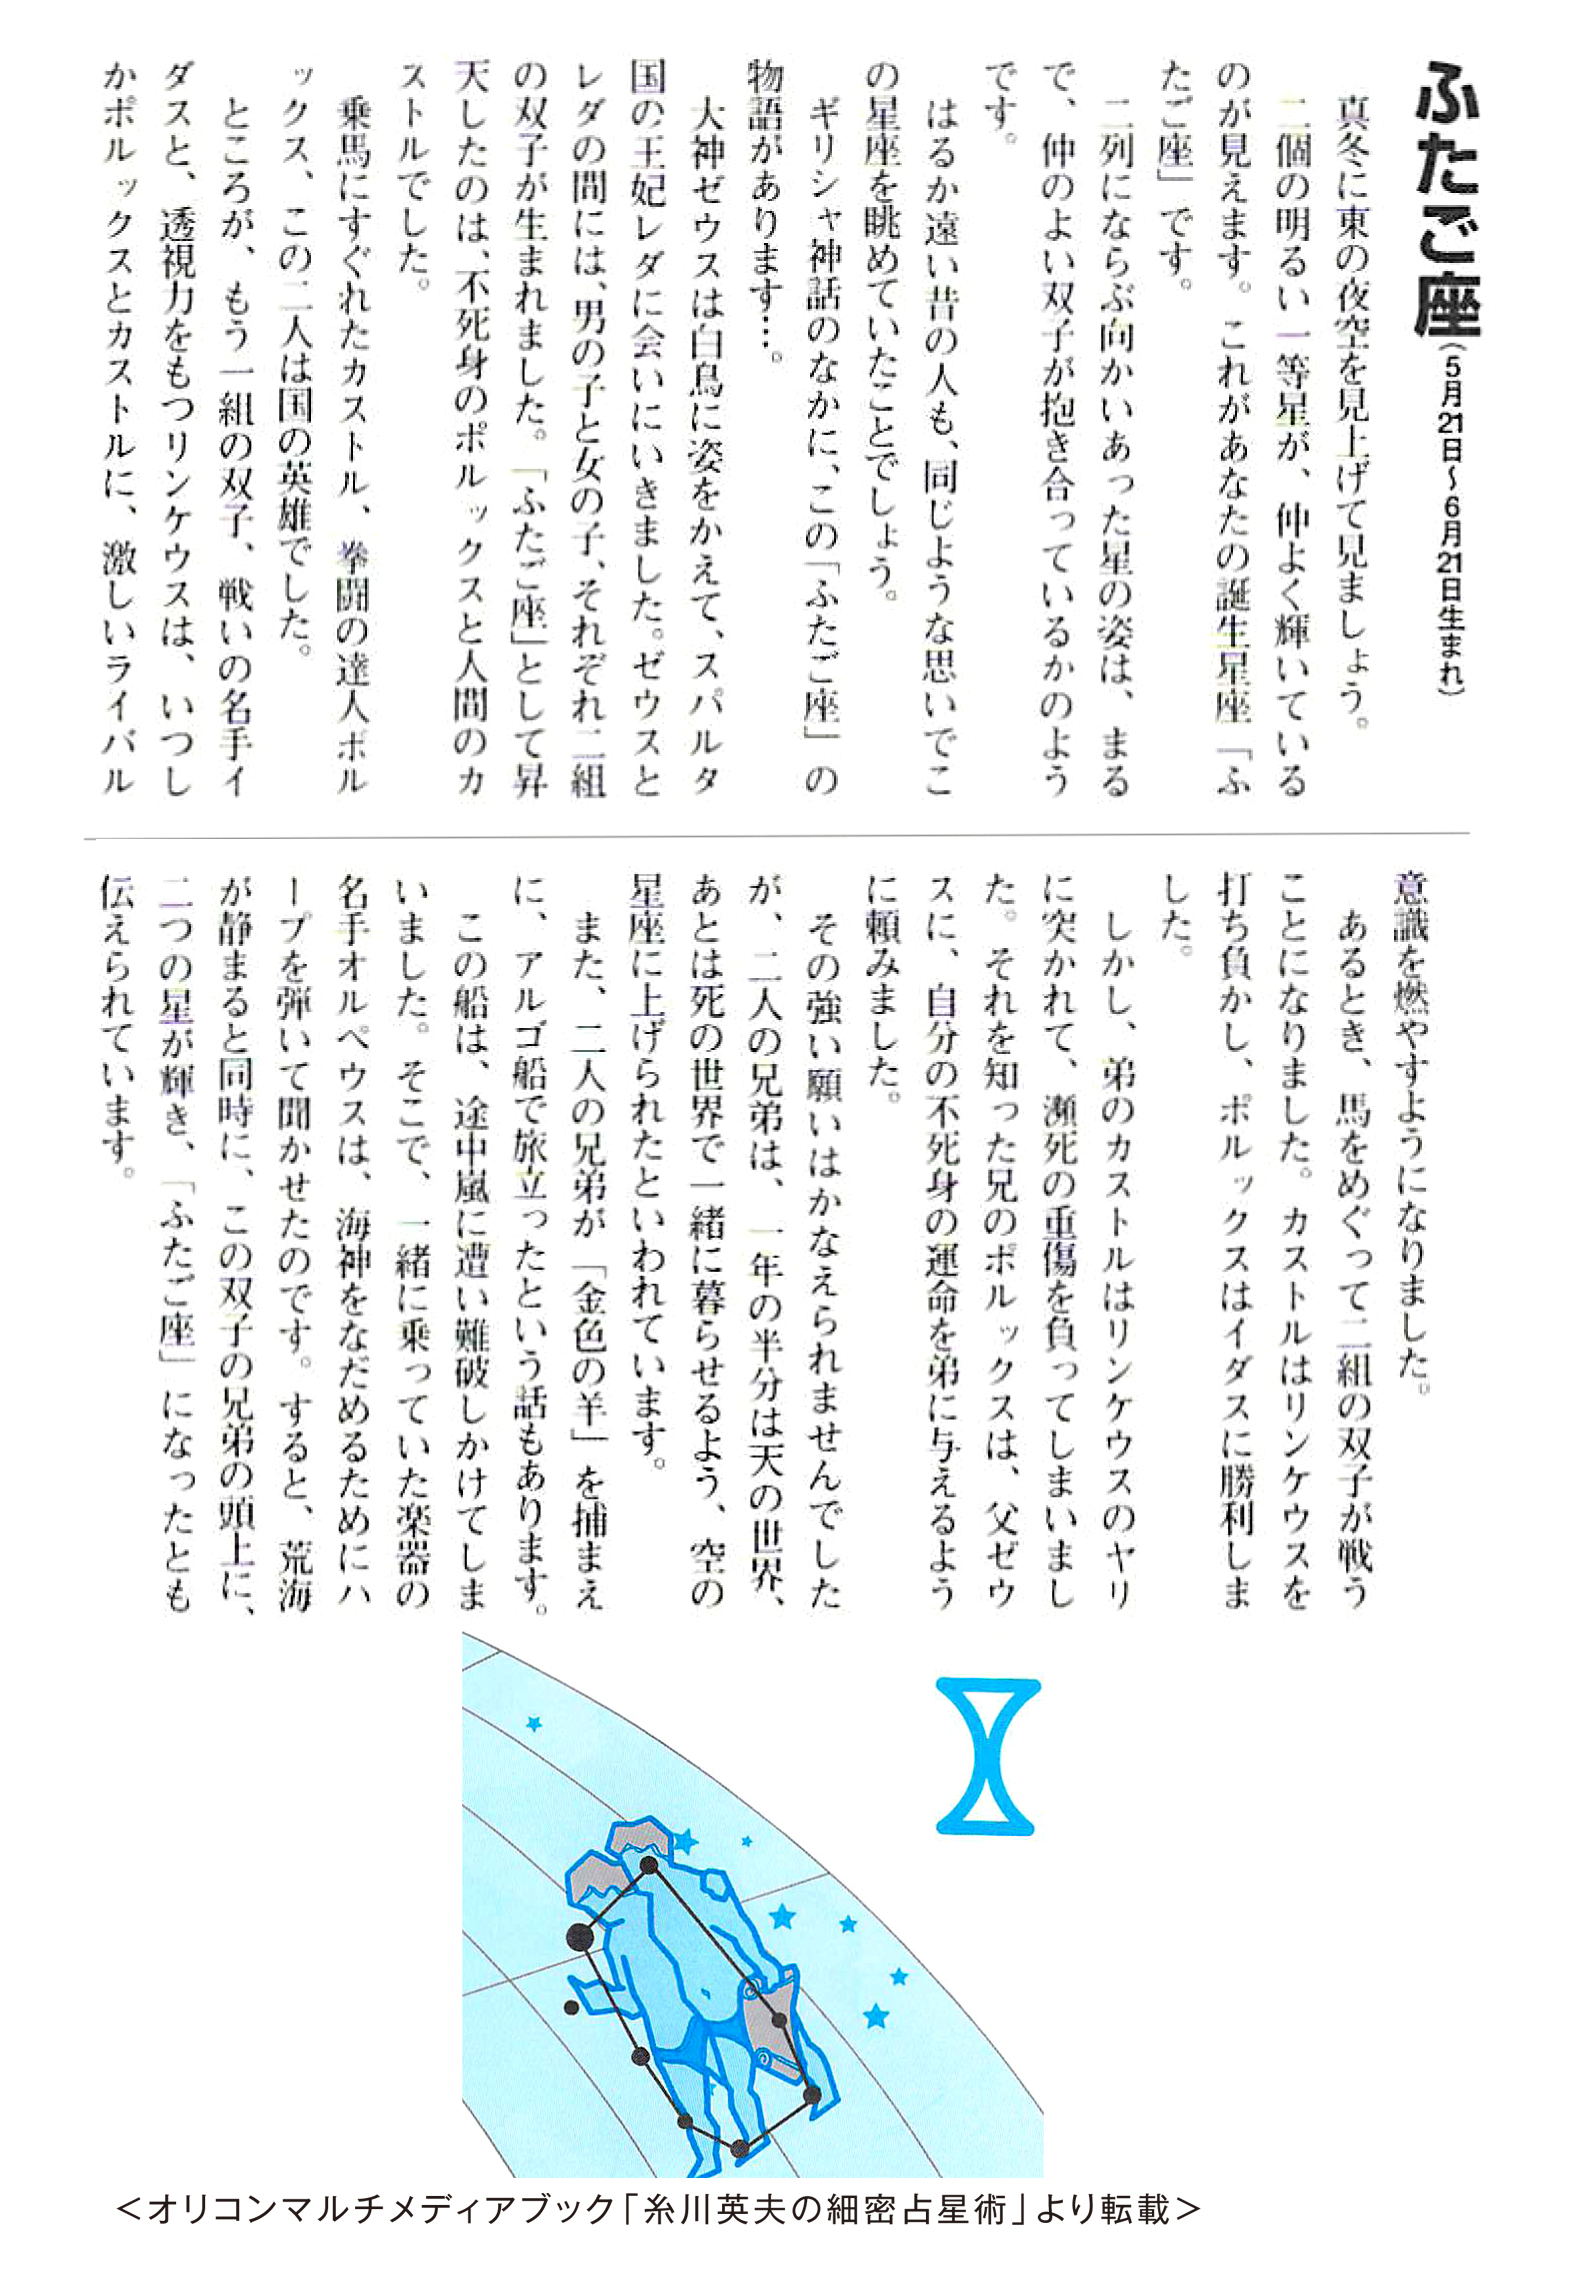 ふたご座(5月21日〜6月21日生まれ)
真冬に東の夜空を見上げて見ましょう。
二個の明るい一等星が、仲よく輝いている
のが見えます。これがあなたの誕生星座「ふ
たご座」です。
二列にならぶ向かいあった星の姿は、まる
で、仲のよい双子が抱き合っているかのよう
です。
はるか遠い昔の人も、同じような思いでこ
の星座を眺めていたことでしょう。
ギリシャ神話のなかに、この「ふたご座」の
物語があります…。
大神ゼウスは白鳥に姿をかえて、スパルタ
国の王妃レダに会いにいきました。ゼウスと
レダの間には、男の子と女の子、それぞれ二組
の双子が生まれました。「ふたご座」として昇
天したのは、不死身のポルックスと人間のカ
ストルでした。
乗馬にすぐれたカストル、拳闘の達人ポル
ックス、この二人は国の英雄でした。
ところが、もう一組の双子、戦いの名手イ
ダスと、透視力をもつリンケウスは、いつし
かポルックスとカストルに、激しいライバル
意識を燃やすようになりました。
あるとき、馬をめぐって二組の双子が戦う
ことになりました。カストルはリンケウスを
打ち負かし、ポルックスはイダスに勝利しま
した。
しかし、弟のカストルはリンケウスのヤリ
に突かれて、瀕死の重傷を負ってしまいまし
た。それを知った兄のポルックスは、父ゼウ
スに、自分の不死身の運命を弟に与えるよう
に頼みました。
その強い願いはかなえられませんでした
が、二人の兄弟は、一年の半分は天の世界、
あとは死の世界で一緒に暮らせるよう、空の
星座に上げられたといわれています。
また、二人の兄弟が「金色の羊」を捕まえ
に、アルゴ船で旅立ったという話もあります。
この船は、途中嵐に遭い難破しかけてしま
いました。そこで、一緒に乗っていた楽器の
名手オルペウスは、海神をなだめるためにハ
ープを弾いて聞かせたのです。すると、荒海
が静まると同時に、この双子の兄弟の頭上に、
二つの星が輝き、「ふたご座」になったとも
伝えられています。
<オリコンマルチメディアブック「糸川英夫の細密占星術」より転載>